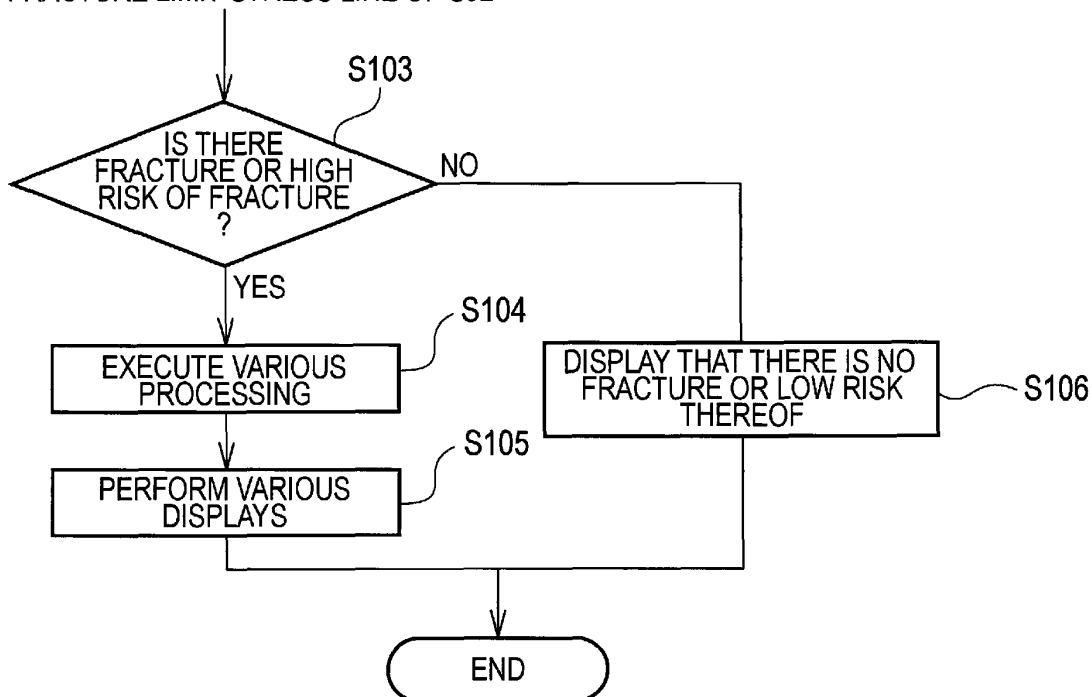 S103
IS THERE
FRACTURE OR HIGH
RISK OF FRACTURE
?
NO
YES
S104
EXECUTE VARIOUS
PROCESSING
DISPLAY THAT THERE IS NO
FRACTURE OR LOW RISK
THEREOF
S106
S105
PERFORM VARIOUS
DISPLAYS
END